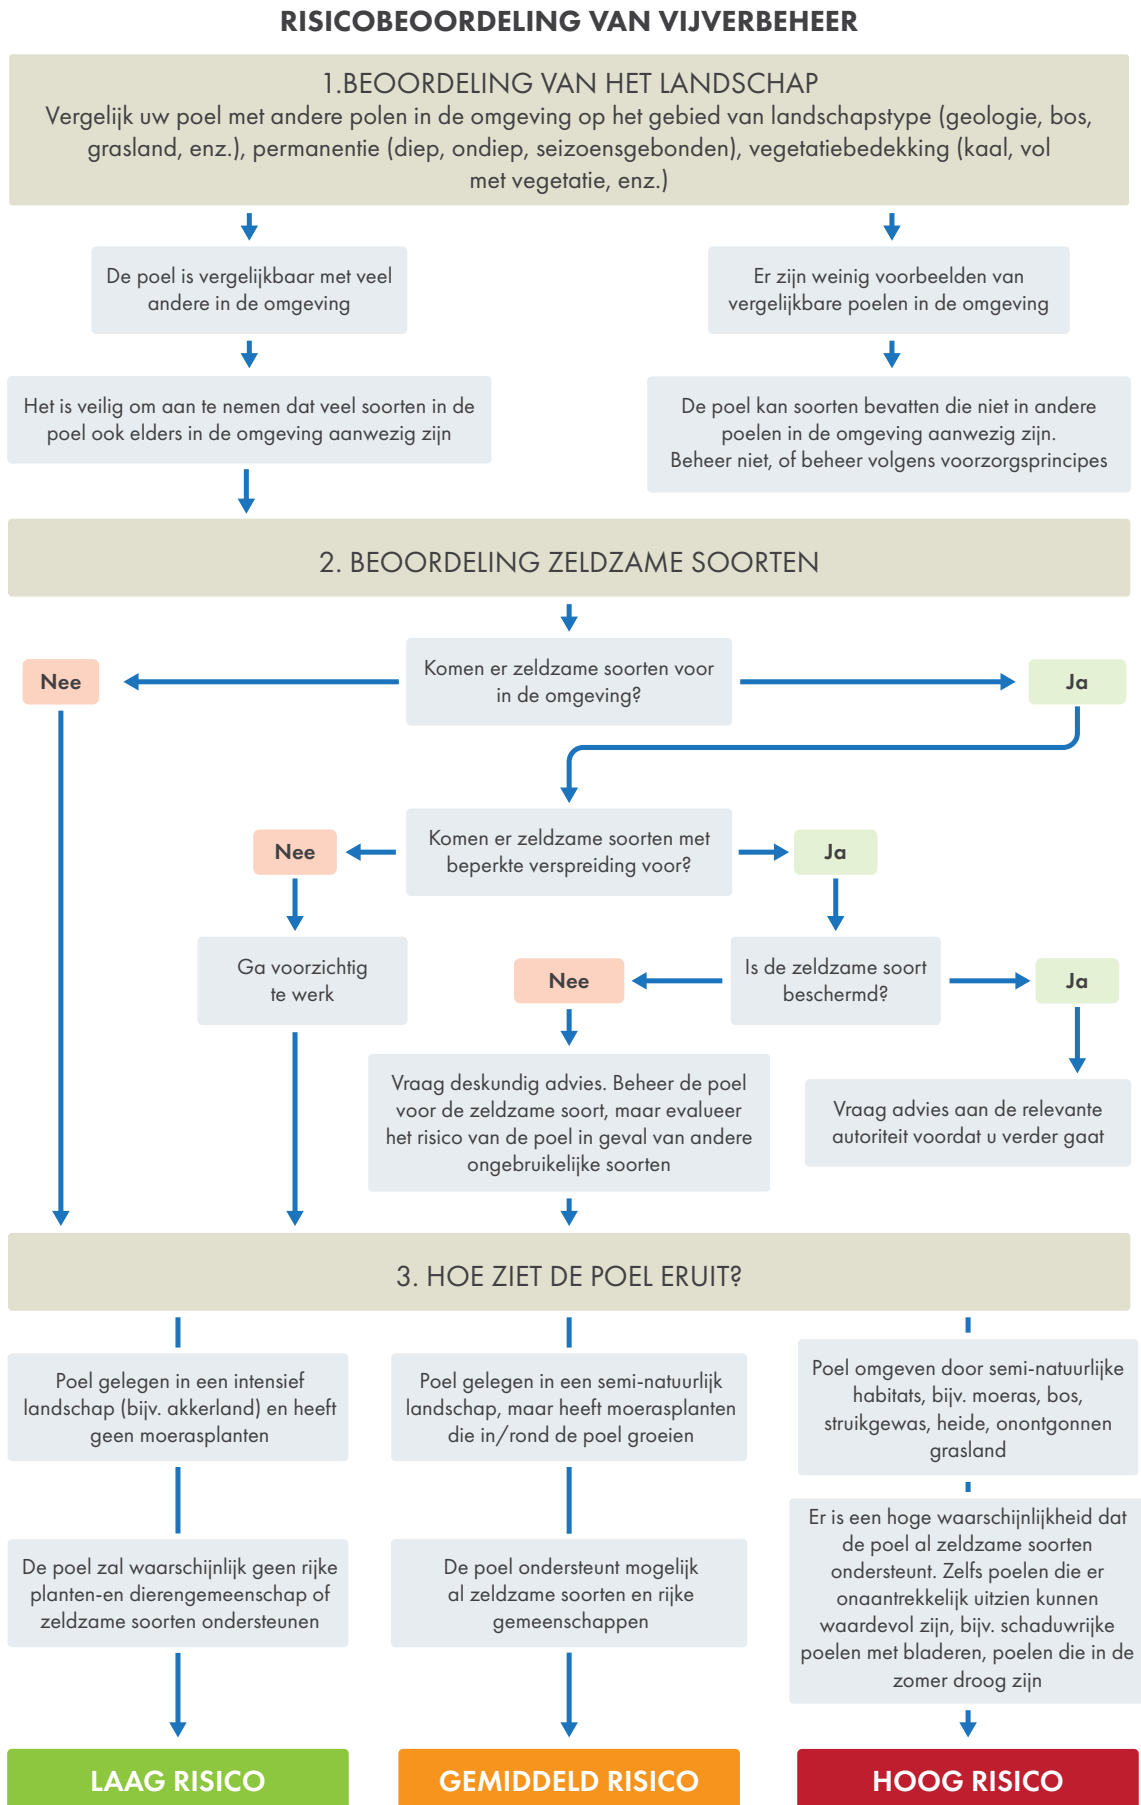 RISICOBEOORDELING VAN VIJVERBEHEER
1.BEOORDELING VAN HET LANDSCHAP
Vergelijk uw poel met andere polen in de omgeving op het gebied van landschapstype (geologie, bos,
grasland, enz.), permanentie (diep, ondiep, seizoensgebonden), vegetatiebedekking (kaal, vol
met vegetatie, enz.)
De poel is vergelijkbaar met veel
andere in de omgeving
Er zijn weinig voorbeelden van
vergelijkbare poelen in de omgeving
Het is veilig om aan te nemen dat veel soorten in de
poel ook elders in de omgeving aanwezig zijn
De poel kan soorten bevatten die niet in andere
poelen in de omgeving aanwezig zijn.
Beheer niet, of beheer volgens voorzorgsprincipes
2. BEOORDELING ZELDZAME SOORTEN
Nee
Komen er zeldzame soorten voor
in de omgeving?
Ja
Nee
Komen er zeldzame soorten met
beperkte verspreiding voor?
Ja
Ga voorzichtig
te werk
Nee
Is de zeldzame soort
beschermd?
Ja
Vraag deskundig advies. Beheer de poel
voor de zeldzame soort, maar evalueer
het risico van de poel in geval van andere
ongebruikelijke soorten
Vraag advies aan de relevante
autoriteit voordat u verder gaat
3. HOE ZIET DE POEL ERUIT?
Poel gelegen in een intensief
landschap (bijv. akkerland) en heeft
geen moerasplanten
Poel gelegen in een semi-natuurlijk
landschap, maar heeft moerasplanten
die in/rond de poel groeien
Poel omgeven door semi-natuurlijke
habitats, bijv. moeras, bos,
struikgewas, heide, onontgonnen
grasland
De poel zal waarschijnlijk geen rijke
planten-en dierengemeenschap of
zeldzame soorten ondersteunen
De poel ondersteunt mogelijk
al zeldzame soorten en rijke
gemeenschappen
Er is een hoge waarschijnlijkheid dat
de poel al zeldzame soorten
ondersteunt. Zelfs poelen die er
onaantrekkelijk uitzien kunnen
waardevol zijn, bijv. schaduwrijke
poelen met bladeren, poelen die in de
zomer droog zijn
LAAG RISICO
GEMIDDELD RISICO
HOOG RISICO